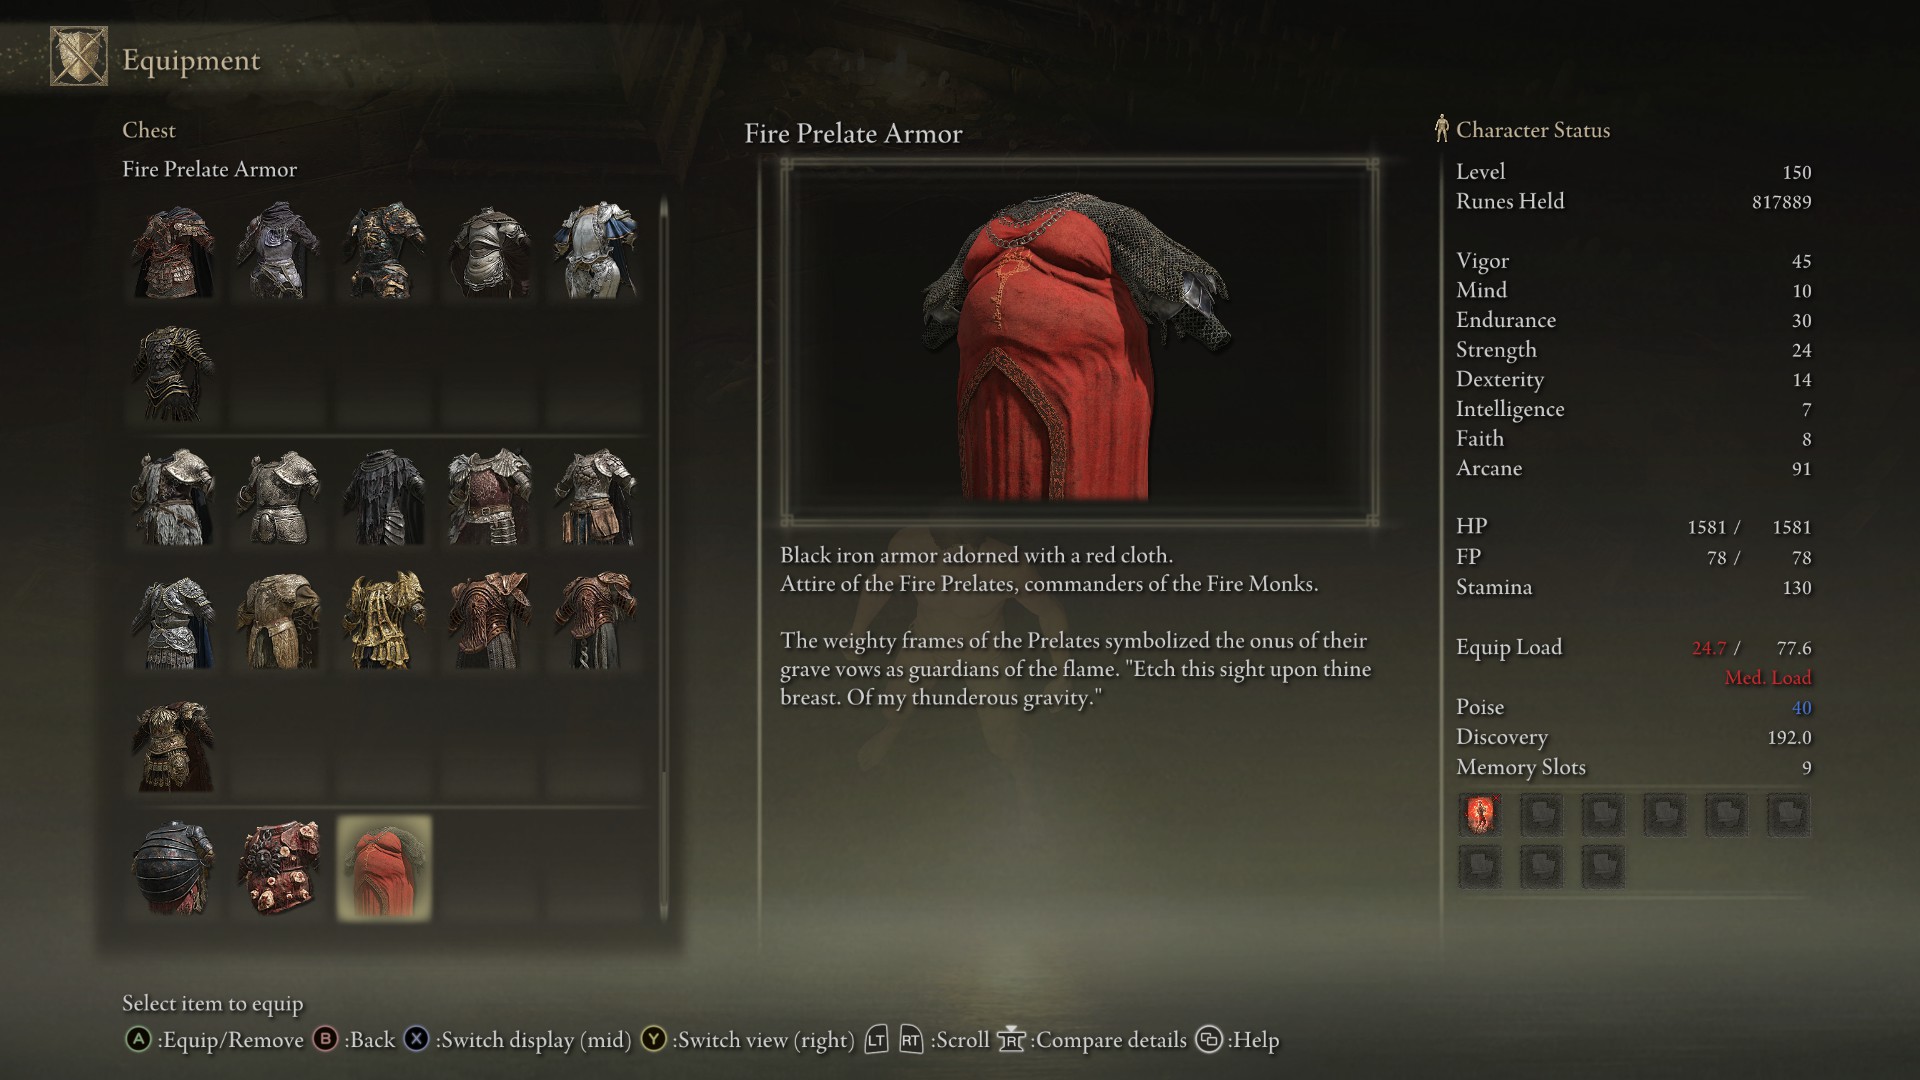 Equipment
Chest
Fire Prelate Armor
Fire Prelate Armor
Black iron armor adorned with a red cloth.
Attire of the Fire Prelates, commanders of the Fire Monks.
The weighty frames of the Prelates symbolized the onus of their
grave vows as guardians of the flame. "Etch this sight upon thine
breast. Of my thunderous gravity."
Character Status
Level 150
Runes Held 817889
Vigor 45
Mind 10
Endurance 30
Strength 24
Dexterity 14
Intelligence 7
Faith 8
Arcane 91
HP 1581 / 1581
FP 78 / 78
Stamina 130
Equip Load 24.7 / 77.6
Med. Load
Poise 40
Discovery 192.0
Memory Slots 9
Select item to equip
A :Equip/Remove B :Back X :Switch display (mid) Y :Switch view (right) LT RT :Scroll R :Compare details :Help